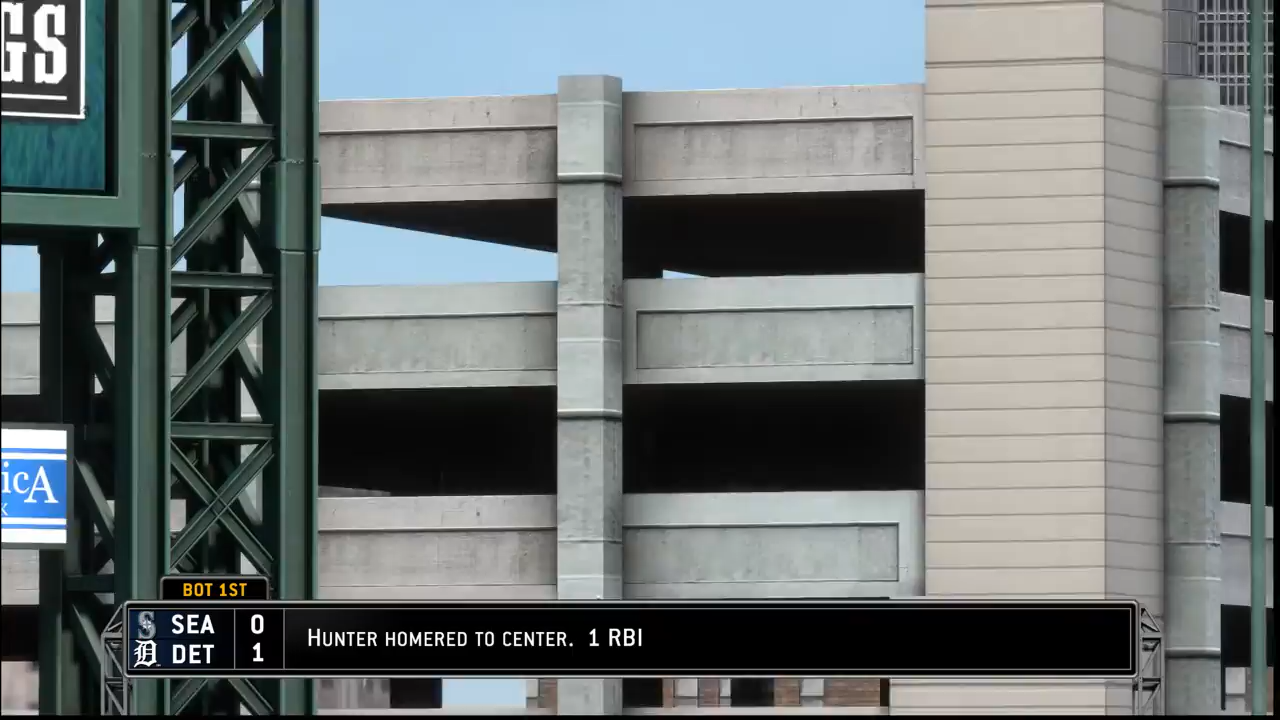 GS
icA
BOT 1ST
SEA 0
DET 1
HUNTER HOMERED TO CENTER. 1 RBI